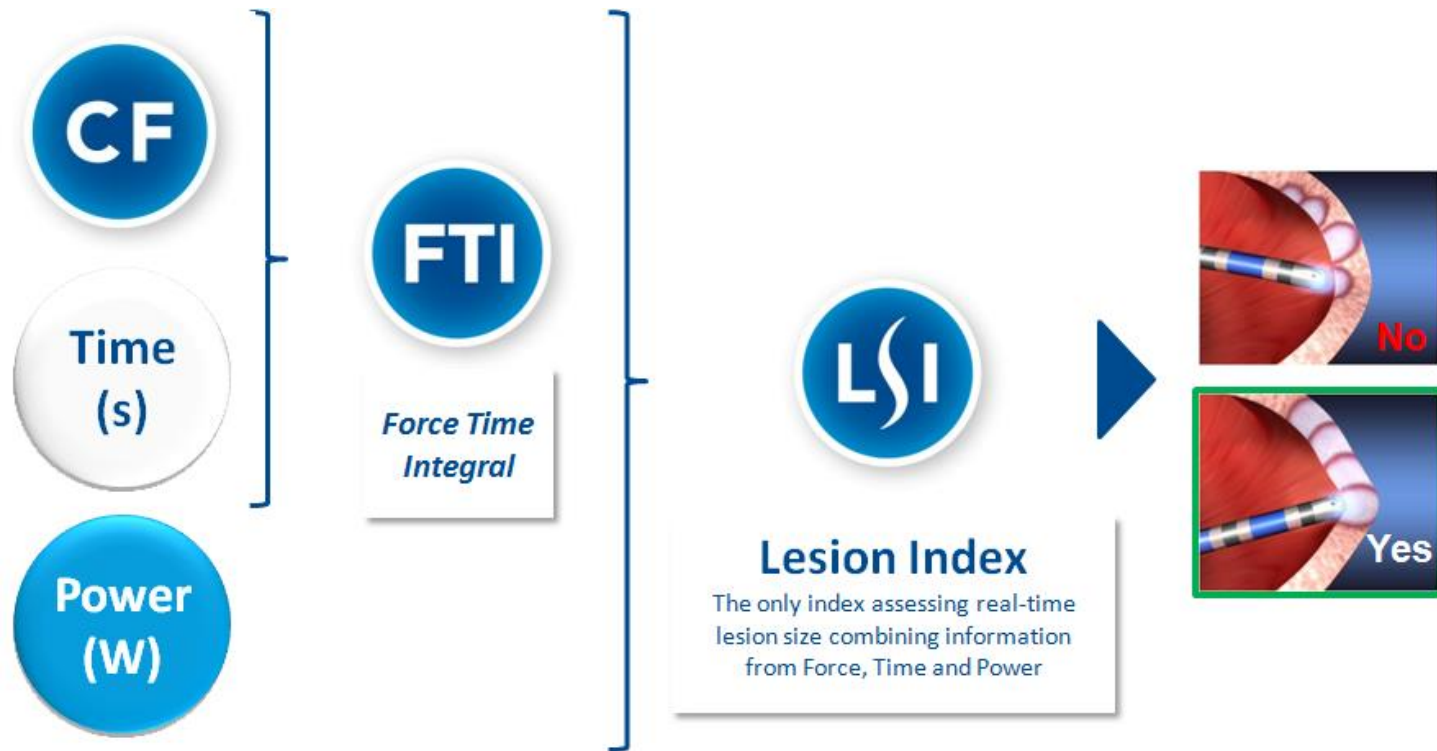 CF
Time
(s)
Power
(W)
FTI
Force Time
Integral
LSI
Lesion Index
The only index assessing real-time
lesion size combining information
from Force, Time and Power
No
Yes